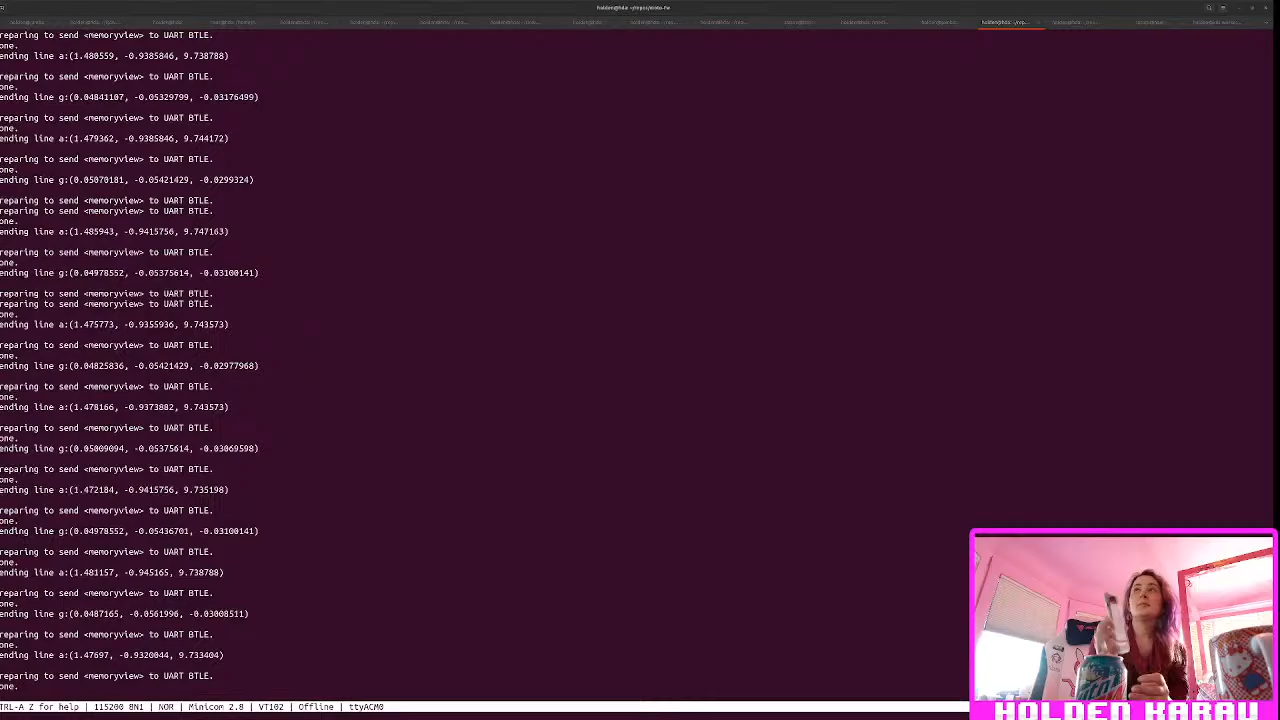 holden@hda: ~/repos/moto-fw
reparing to send <memoryview> to UART BTLE.
one.
ending line a:(1.480559, -0.9385846, 9.738788)
reparing to send <memoryview> to UART BTLE.
one.
ending line g:(0.04841107, -0.05329799, -0.03176499)
reparing to send <memoryview> to UART BTLE.
one.
ending line a:(1.479362, -0.9385846, 9.744172)
reparing to send <memoryview> to UART BTLE.
one.
ending line g:(0.05070181, -0.05421429, -0.0299324)
reparing to send <memoryview> to UART BTLE.
reparing to send <memoryview> to UART BTLE.
one.
ending line a:(1.485943, -0.9415756, 9.747163)
reparing to send <memoryview> to UART BTLE.
one.
ending line g:(0.04978552, -0.05375614, -0.03100141)
reparing to send <memoryview> to UART BTLE.
reparing to send <memoryview> to UART BTLE.
one.
ending line a:(1.475773, -0.9355936, 9.743573)
reparing to send <memoryview> to UART BTLE.
one.
ending line g:(0.04825836, -0.05421429, -0.02977968)
reparing to send <memoryview> to UART BTLE.
one.
ending line a:(1.478166, -0.9373882, 9.743573)
reparing to send <memoryview> to UART BTLE.
one.
ending line g:(0.05009094, -0.05375614, -0.03069598)
reparing to send <memoryview> to UART BTLE.
one.
ending line a:(1.472184, -0.9415756, 9.735198)
reparing to send <memoryview> to UART BTLE.
one.
ending line g:(0.04978552, -0.05436701, -0.03100141)
reparing to send <memoryview> to UART BTLE.
one.
ending line a:(1.481157, -0.945165, 9.738788)
reparing to send <memoryview> to UART BTLE.
one.
ending line g:(0.0487165, -0.0561996, -0.03008511)
reparing to send <memoryview> to UART BTLE.
one.
ending line a:(1.47697, -0.9320044, 9.733404)
reparing to send <memoryview> to UART BTLE.
one.
TRL-A Z for help | 115200 8N1 | NOR | Minicom 2.8 | VT102 | Offline | ttyACM0
HOLDEN KARAU